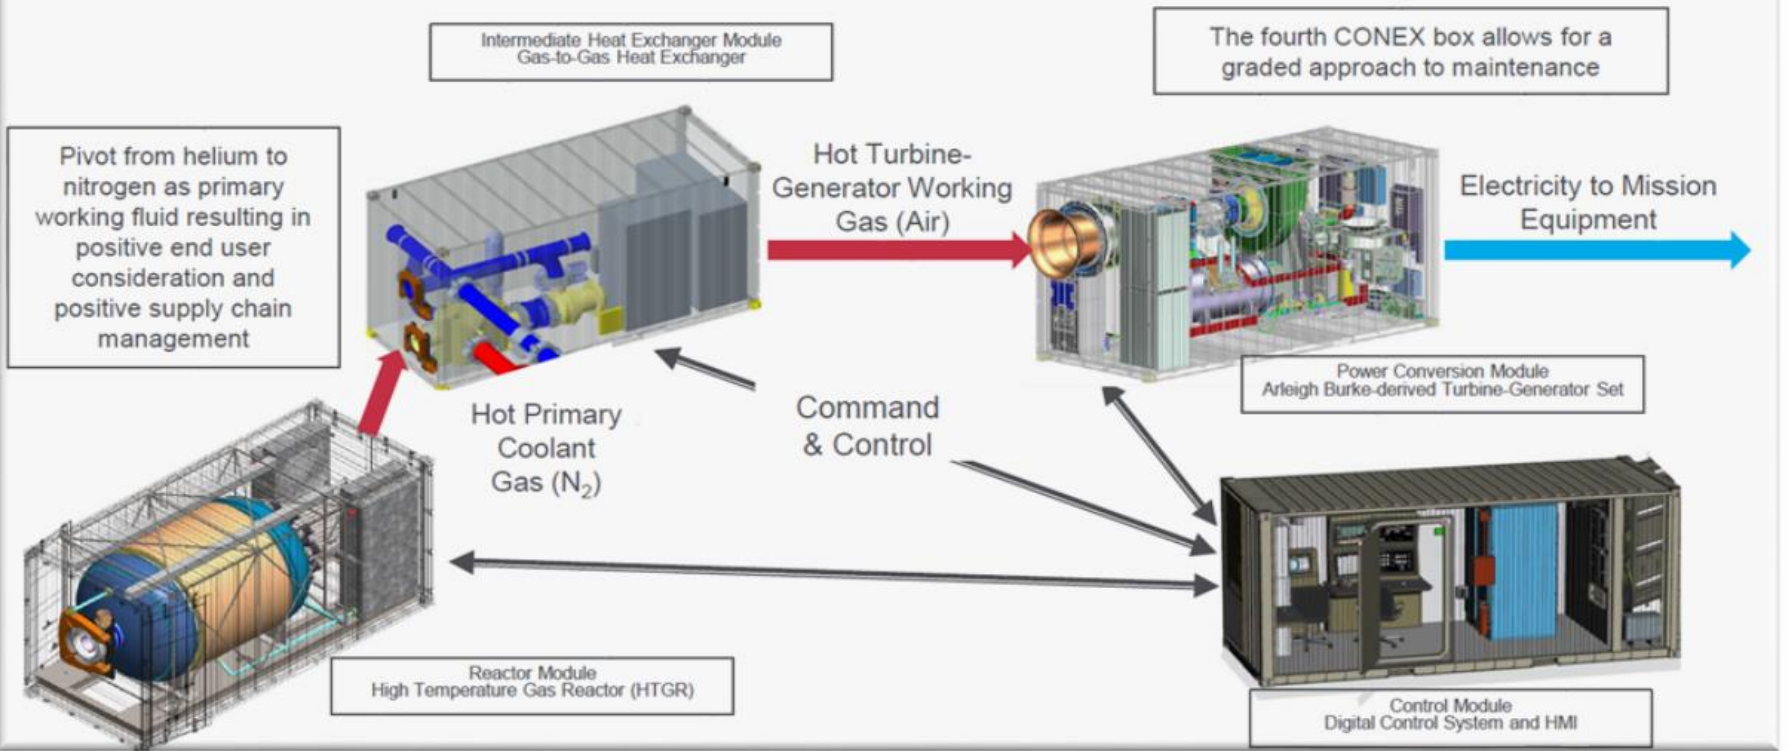 Intermediate Heat Exchanger Module
Gas-to-Gas Heat Exchanger
The fourth CONEX box allows for a
graded approach to maintenance
Pivot from helium to
nitrogen as primary
working fluid resulting in
positive end user
consideration and
positive supply chain
management
Hot Turbine-
Generator Working
Gas (Air)
Electricity to Mission
Equipment
Power Conversion Module
Arleigh Burke-derived Turbine-Generator Set
Hot Primary
Coolant
Gas (N₂)
Command
& Control
Reactor Module
High Temperature Gas Reactor (HTGR)
Control Module
Digital Control System and HMI